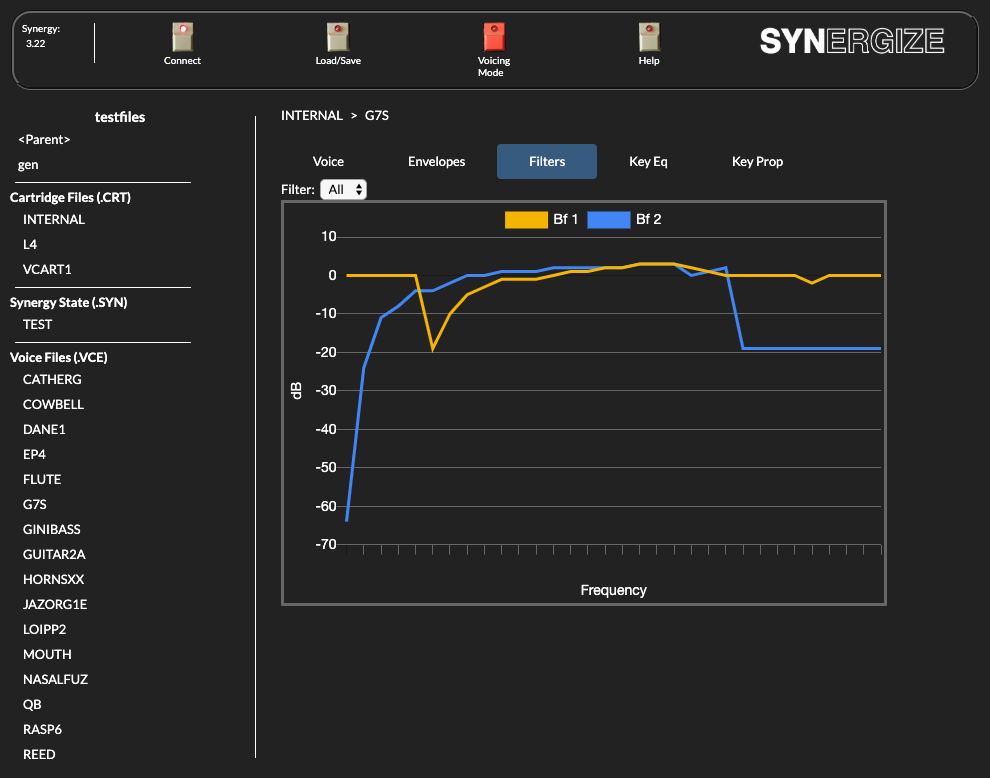 Synergy:
3.22
Connect
Load/Save
Voicing
Mode
Help
SYNERGIZE
testfiles
<Parent>
gen
Cartridge Files (.CRT)
INTERNAL
L4
VCART1
Synergy State (.SYN)
TEST
Voice Files (.VCE)
CATHERG
COWBELL
DANE1
EP4
FLUTE
G7S
GINIBASS
GUITAR2A
HORNSXX
JAZORG1E
LOIPP2
MOUTH
NASALFUZ
QB
RASP6
REED
INTERNAL > G7S
Voice Envelopes Filters Key Eq Key Prop
Filter: All
Bf 1 Bf 2
10
0
-10
-20
-30
-40
-50
-60
-70
dB
Frequency